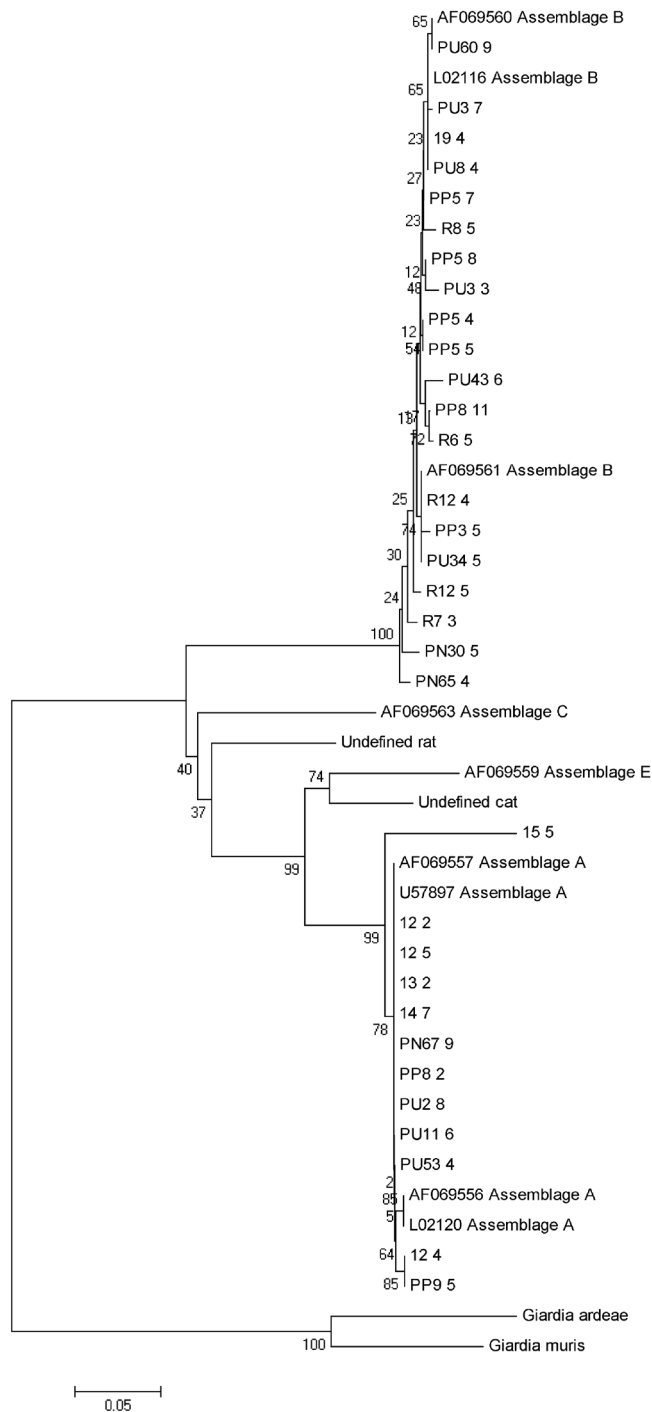 65
AF069560 Assemblage B
PU60 9
L02116 Assemblage B
65
PU3 7
23
19 4
PU8 4
27
PP5 7
23
R8 5
PP5 8
12
48
PU3 3
PP5 4
12
54
PP5 5
PU43 6
PP8 11
17
R6 5
72
AF069561 Assemblage B
25
R12 4
74
PP3 5
30
PU34 5
24
R12 5
R7 3
100
PN30 5
PN65 4
AF069563 Assemblage C
Undefined rat
40
74
AF069559 Assemblage E
37
Undefined cat
15 5
99
AF069557 Assemblage A
U57897 Assemblage A
12 2
99
12 5
13 2
14 7
78
PN67 9
PP8 2
PU2 8
PU11 6
PU53 4
2
85
AF069556 Assemblage A
5
L02120 Assemblage A
64
12 4
85
PP9 5
Giardia ardeae
100
Giardia muris
0.05